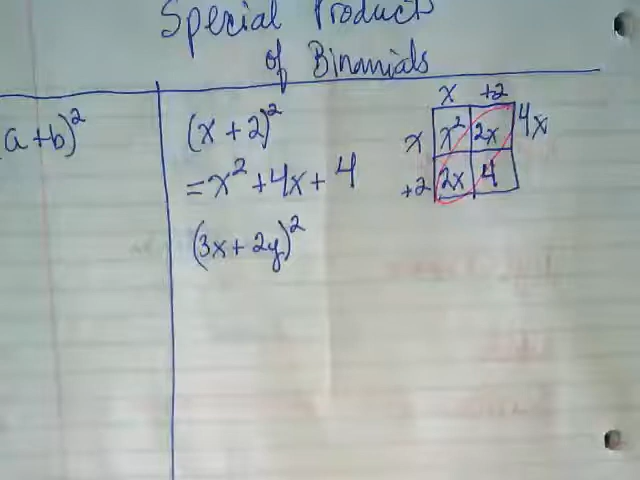 Special Products
of Binomials
(a+b)²
(x+2)²
=x²+4x+4
(3x+2y)²
x +2
x x² 2x 4x
+2 2x 4